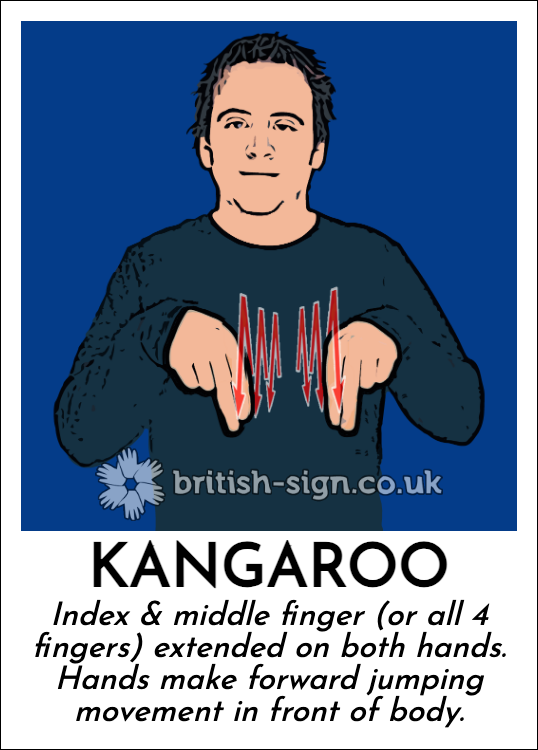 british-sign.co.uk
KANGAROO
Index & middle finger (or all 4
fingers) extended on both hands.
Hands make forward jumping
movement in front of body.